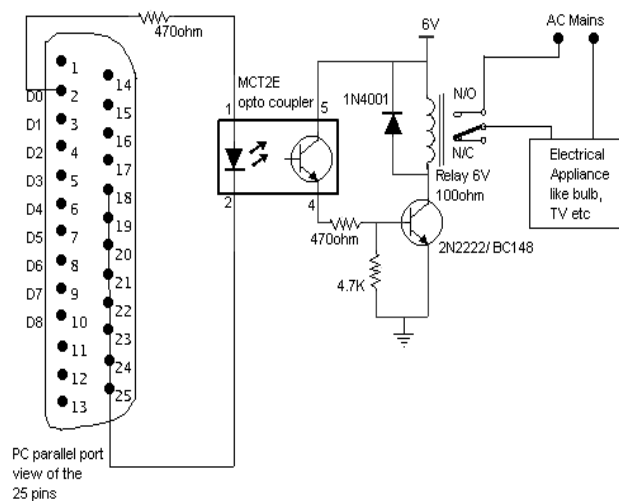 470ohm
6V
AC Mains
1
2
3
4
5
6
7
8
9
10
11
12
13
14
15
16
17
18
19
20
21
22
23
24
25
D0
D1
D2
D3
D4
D5
D6
D7
D8
MCT2E
opto coupler
1
5
2
4
1N4001
N/O
N/C
Relay 6V
100ohm
Electrical
Appliance
like bulb,
TV etc
470ohm
2N2222/ BC148
4.7K
PC parallel port
view of the
25 pins